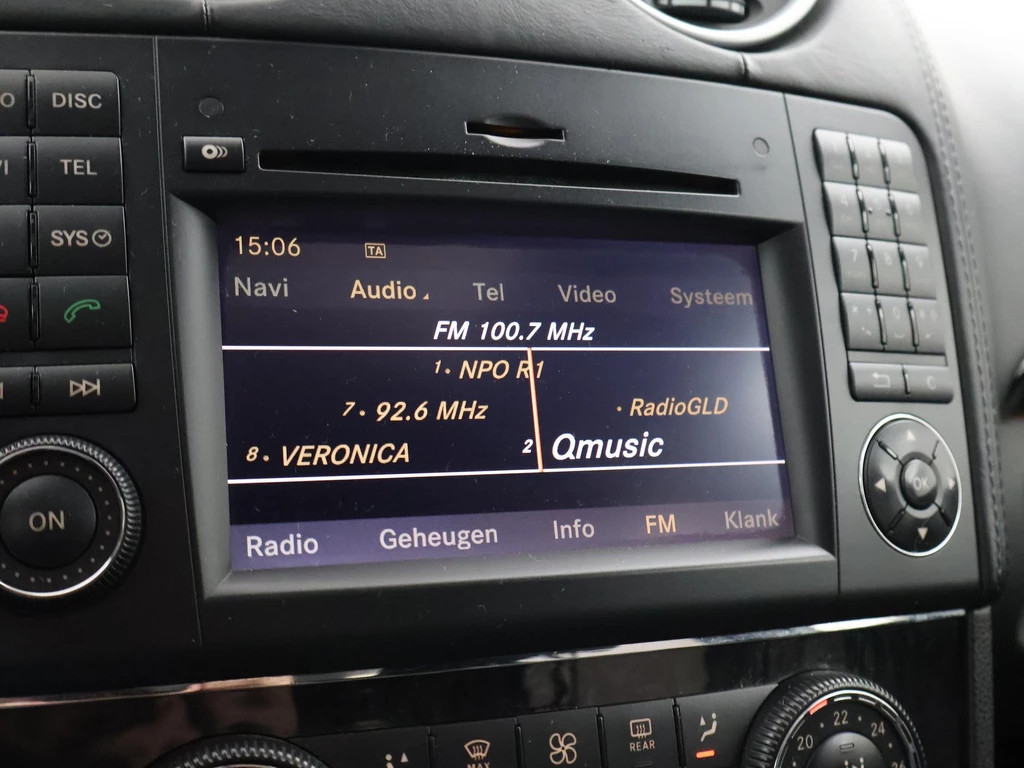 DISC
TEL
SYS
ON
15:06 TA
Navi Audio Tel Video Systeem
FM 100.7 MHz
1. NPO R1
7. 92.6 MHz · RadioGLD
8. VERONICA 2 Qmusic
Radio Geheugen Info FM Klank
OK
MAX
REAR
20 22 24 26